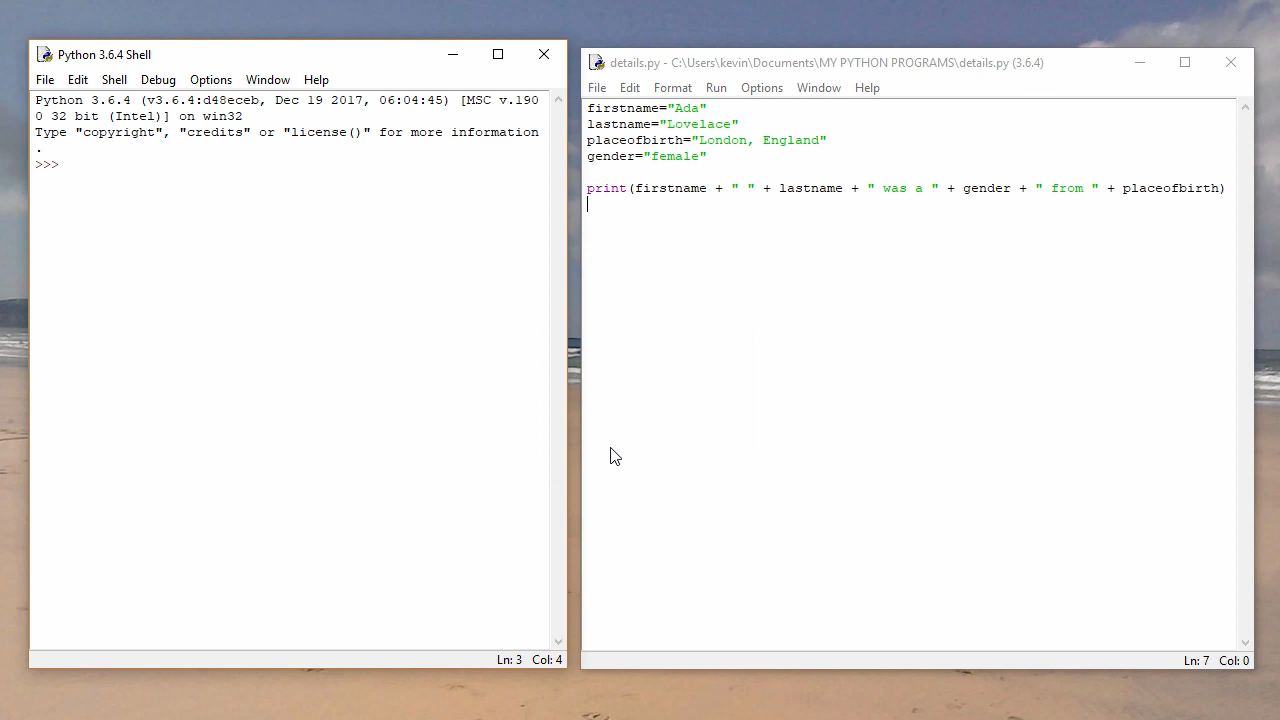 Python 3.6.4 Shell
File Edit Shell Debug Options Window Help
Python 3.6.4 (v3.6.4:d48eceb, Dec 19 2017, 06:04:45) [MSC v.190
0 32 bit (Intel)] on win32
Type "copyright", "credits" or "license()" for more information
.
>>>
Ln: 3 Col: 4
details.py - C:\Users\kevin\Documents\MY PYTHON PROGRAMS\details.py (3.6.4)
File Edit Format Run Options Window Help
firstname="Ada"
lastname="Lovelace"
placeofbirth="London, England"
gender="female"
print(firstname + " " + lastname + " was a " + gender + " from " + placeofbirth)
Ln: 7 Col: 0